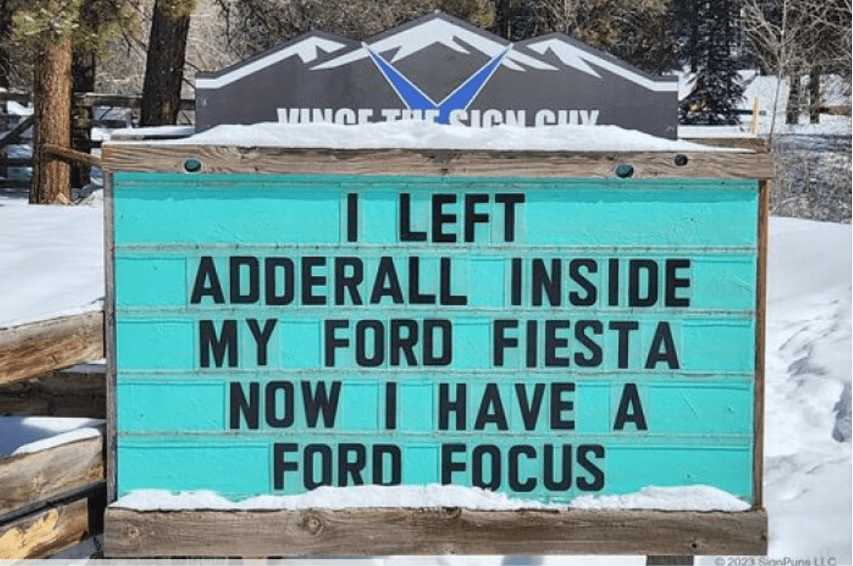 VINCE THE SIGN GUY
I LEFT
ADDERALL INSIDE
MY FORD FIESTA
NOW I HAVE A
FORD FOCUS
© 2023 SignPuns LLC